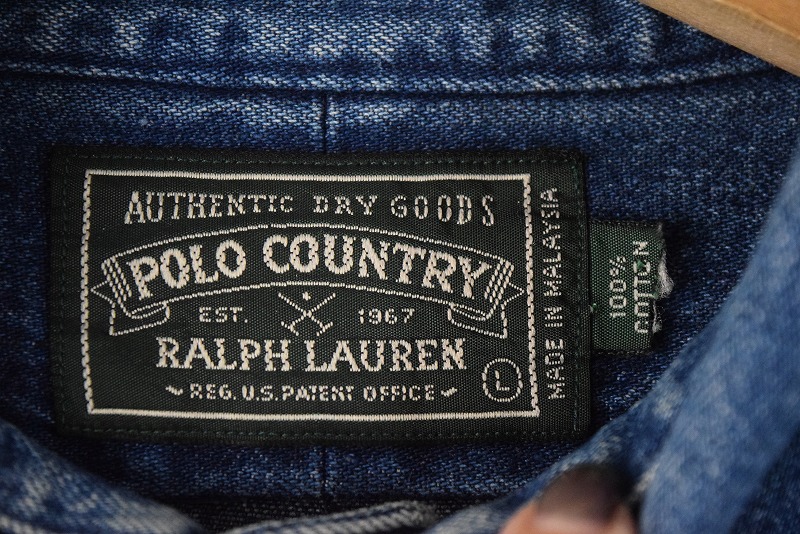 AUTHENTIC DRY GOODS
POLO COUNTRY
EST. 1967
RALPH LAUREN
REG. U.S. PATENT OFFICE
L
MADE IN MALAYSIA
100%
COTTON